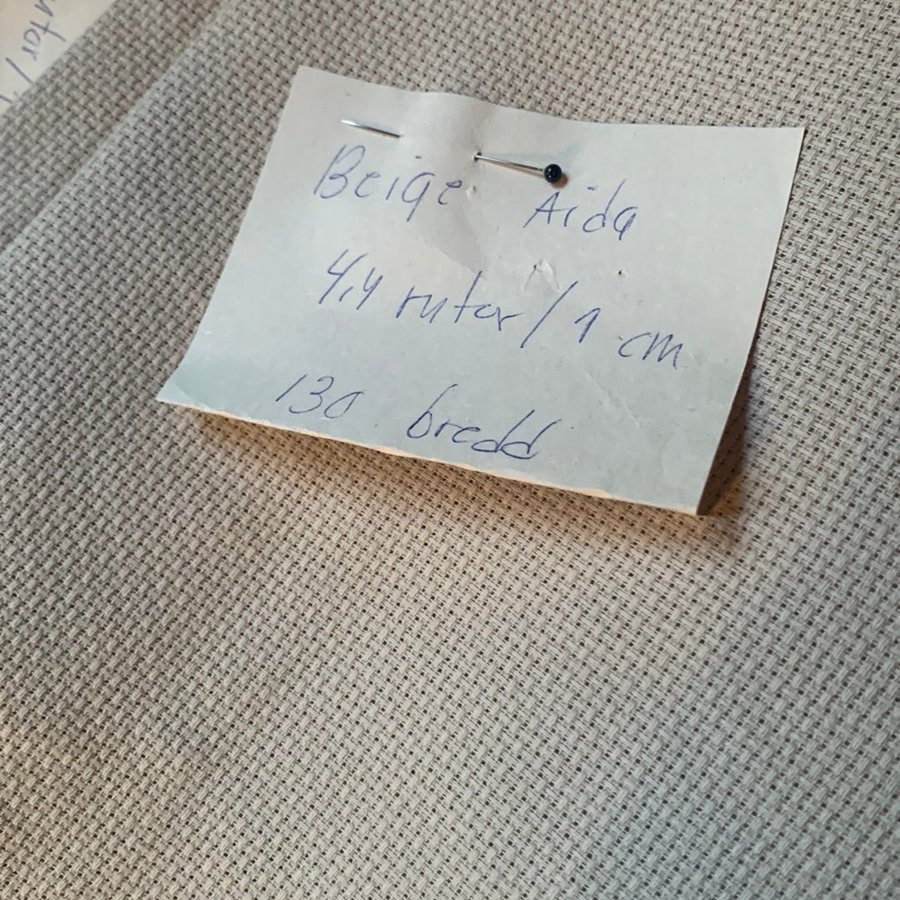 Beige Aida
4,4 rutor / 1 cm
130 bredd